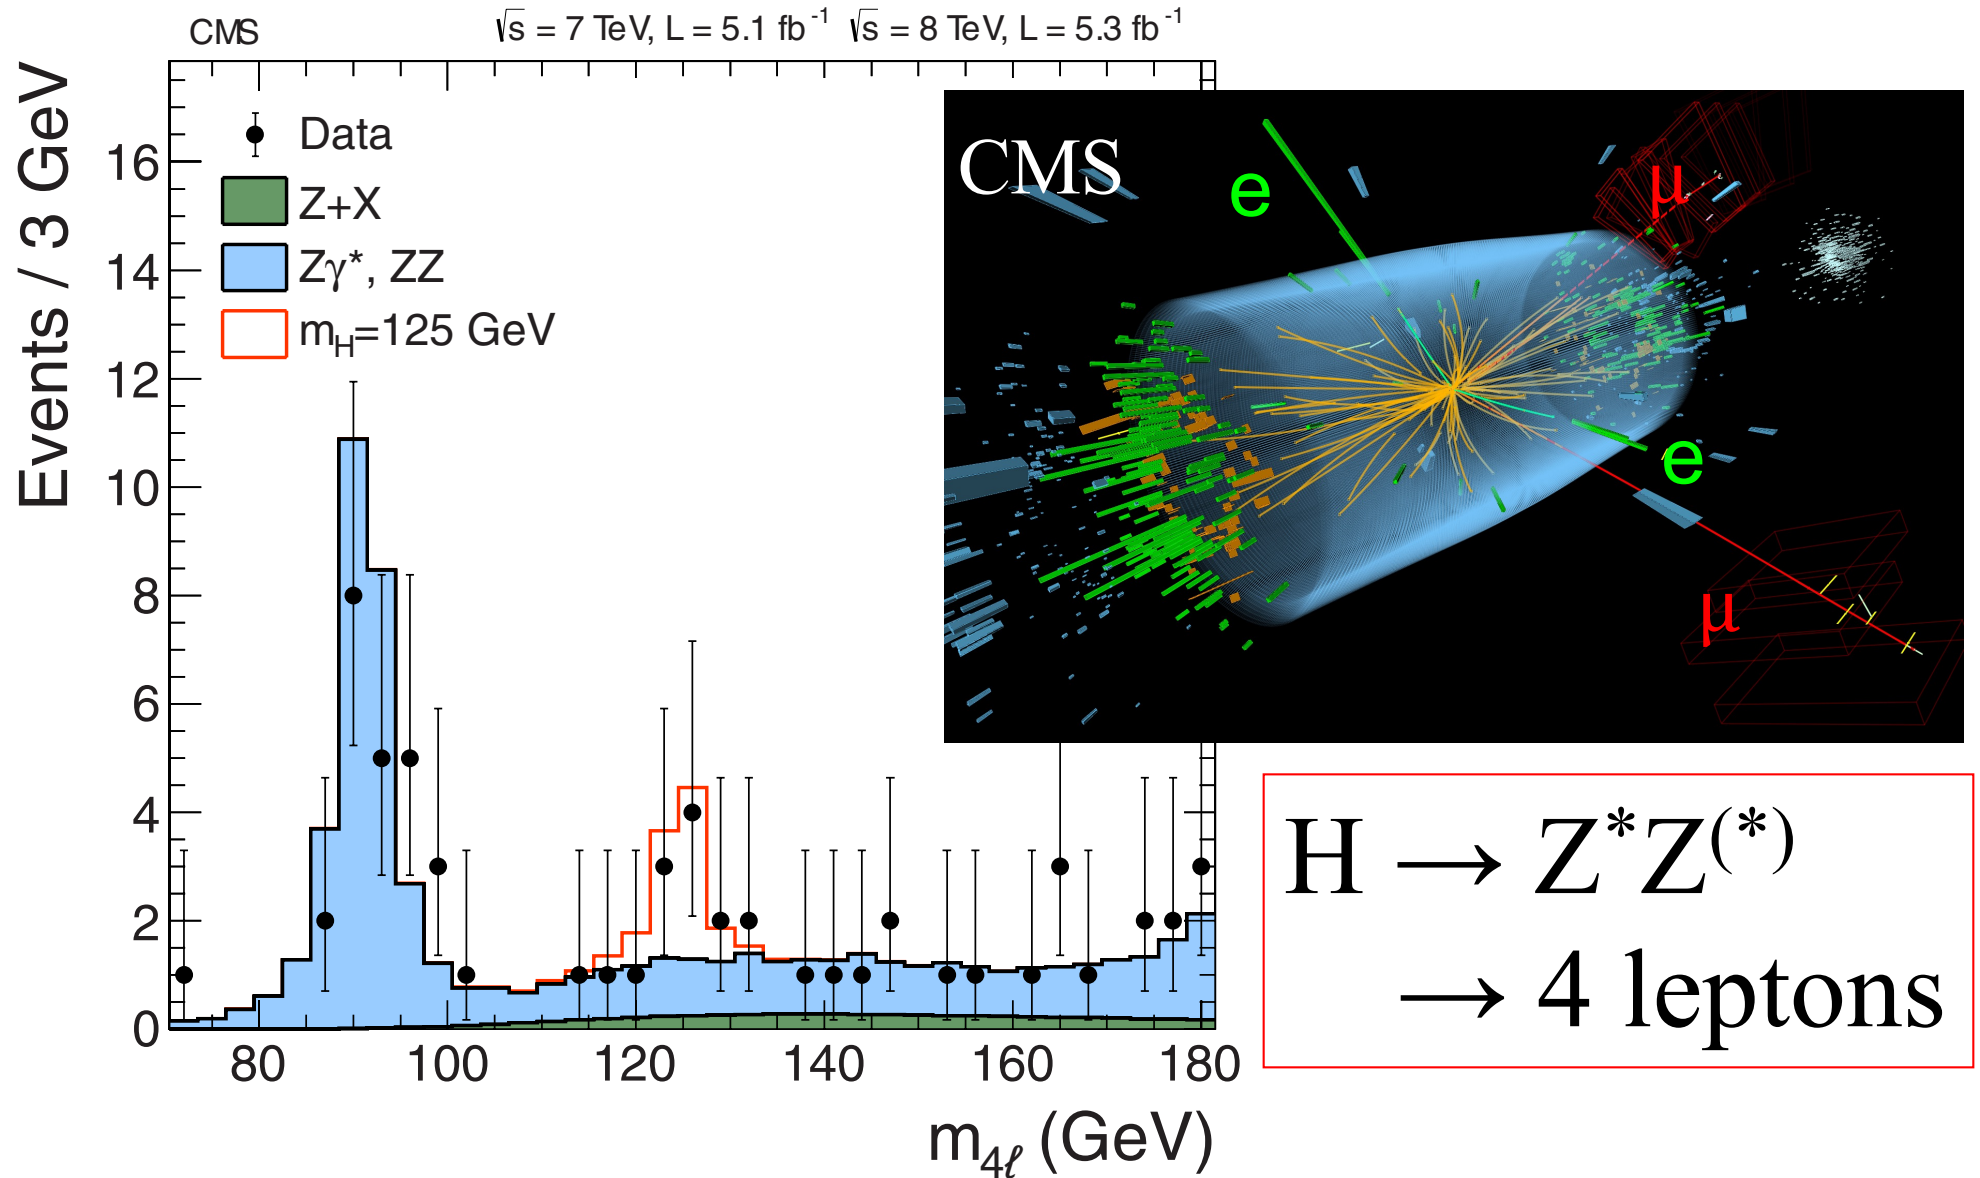 CMS
√s = 7 TeV, L = 5.1 fb⁻¹ √s = 8 TeV, L = 5.3 fb⁻¹
Events / 3 GeV
16
14
12
10
8
6
4
2
0
Data
Z+X
Zγ*, ZZ
m_H=125 GeV
80 100 120 140 160 180
m_4ℓ (GeV)
CMS
e
μ
e
μ
H → Z*Z(*)
→ 4 leptons